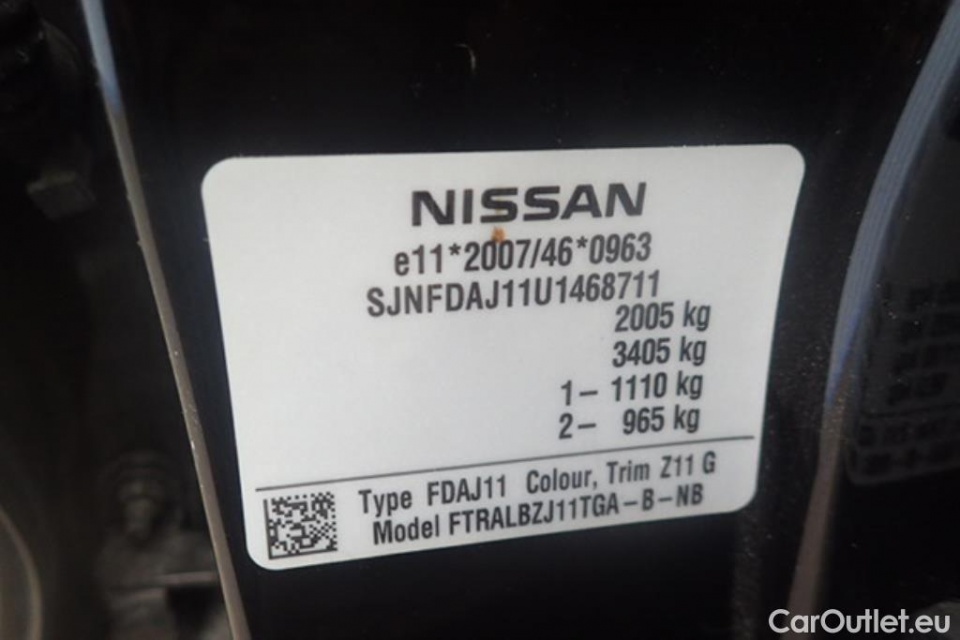 NISSAN
e11*2007/46*0963
SJNFDAJ11U1468711
2005 kg
3405 kg
1– 1110 kg
2– 965 kg
Type FDAJ11 Colour, Trim Z11 G
Model FTRALBZJ11TGA–B–NB
CarOutlet.eu